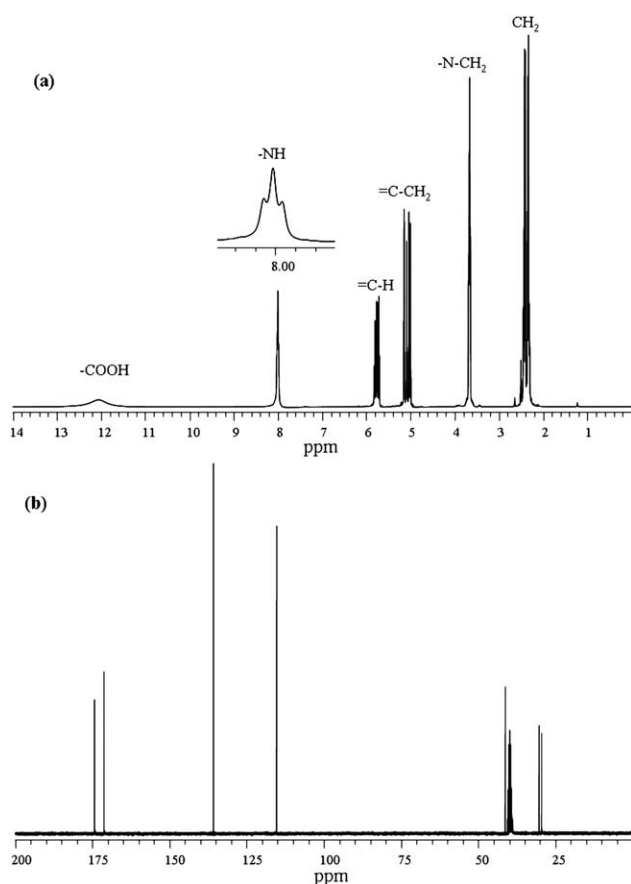 CH₂
-N-CH₂
(a)
-NH
=C-CH₂
8.00
=C-H
-COOH
14 13 12 11 10 9 8 7 6 5 4 3 2 1
ppm
(b)
200 175 150 125 100 75 50 25
ppm